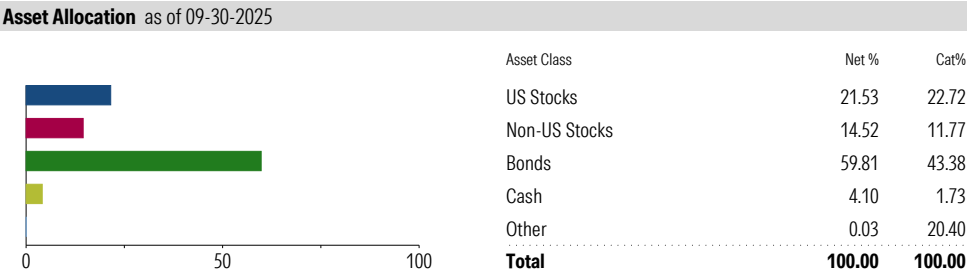 Asset Allocation as of 09-30-2025
Asset Class Net % Cat%
US Stocks 21.53 22.72
Non-US Stocks 14.52 11.77
Bonds 59.81 43.38
Cash 4.10 1.73
Other 0.03 20.40
0 50 100
Total 100.00 100.00